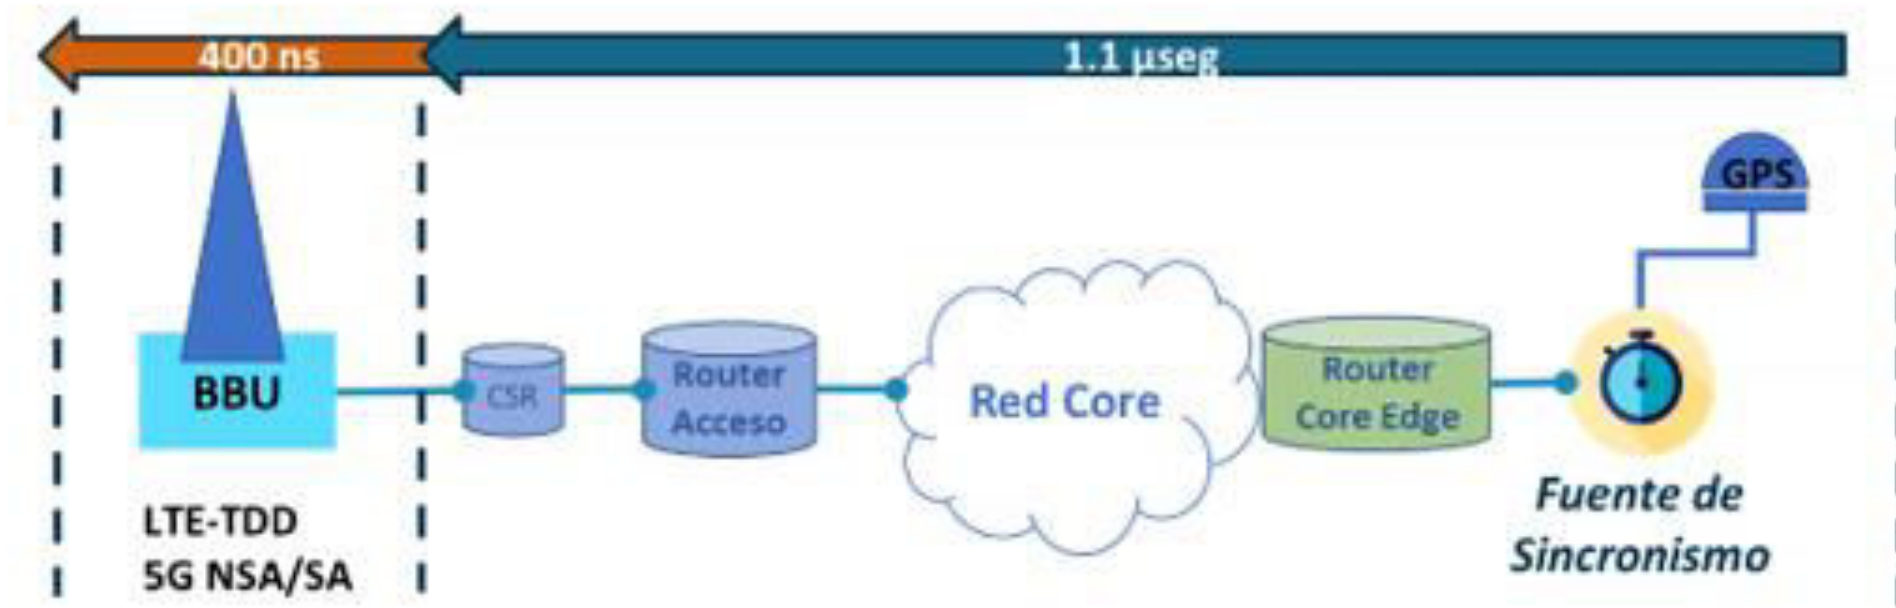 400 ns
1.1 µseg
GPS
BBU
CSR
Router
Acceso
Red Core
Router
Core Edge
Fuente de
Sincronismo
LTE-TDD
5G NSA/SA